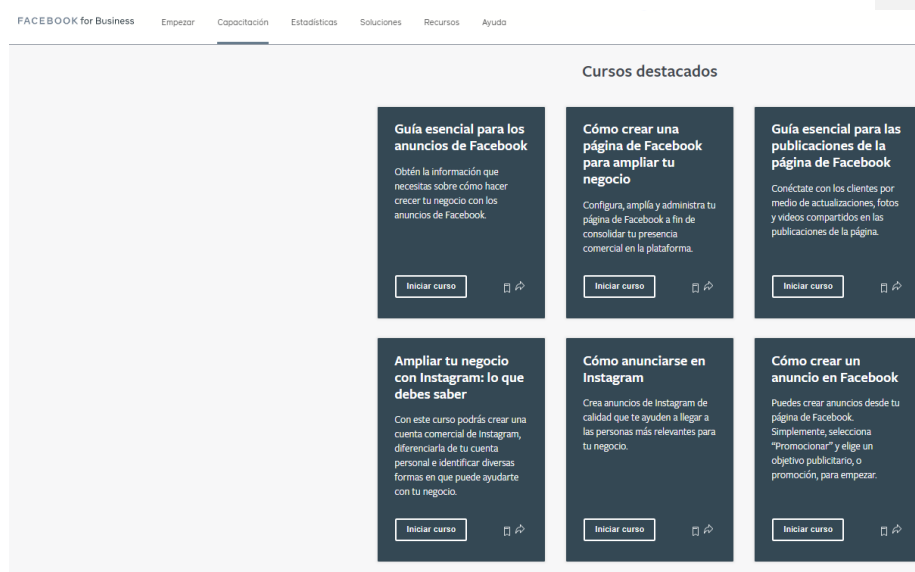 FACEBOOK for Business
Empezar
Capacitación
Estadísticas
Soluciones
Recursos
Ayuda
Cursos destacados
Guía esencial para los
anuncios de Facebook
Obtén la información que
necesitas sobre cómo hacer
crecer tu negocio con los
anuncios de Facebook.
Iniciar curso
Cómo crear una
página de Facebook
para ampliar tu
negocio
Configura, amplía y administra tu
página de Facebook a fin de
consolidar tu presencia
comercial en la plataforma.
Iniciar curso
Guía esencial para las
publicaciones de la
página de Facebook
Conéctate con los clientes por
medio de actualizaciones, fotos
y videos compartidos en las
publicaciones de la página.
Iniciar curso
Ampliar tu negocio
con Instagram: lo que
debes saber
Con este curso podrás crear una
cuenta comercial de Instagram,
diferenciarla de tu cuenta
personal e identificar diversas
formas en que puede ayudarte
con tu negocio.
Iniciar curso
Cómo anunciarse en
Instagram
Crea anuncios de Instagram de
calidad que te ayuden a llegar a
las personas más relevantes para
tu negocio.
Iniciar curso
Cómo crear un
anuncio en Facebook
Puedes crear anuncios desde tu
página de Facebook.
Simplemente, selecciona
“Promocionar” y elige un
objetivo publicitario, o
promoción, para empezar.
Iniciar curso